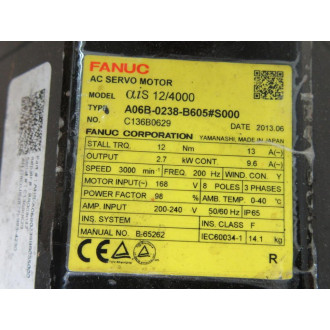 FANUC
AC SERVO MOTOR
MODEL αiS 12/4000
TYPE A06B-0238-B605#S000
NO. C136B0629 DATE 2013.06
FANUC CORPORATION YAMANASHI, MADE IN JAPAN
STALL TRQ. 12 Nm 13 A(~)
OUTPUT 2.7 kW CONT. 9.6 A(~)
SPEED 3000 min⁻¹ FREQ. 200 Hz WIND. CON. Y
MOTOR INPUT(~) 168 V 8 POLES 3 PHASES
POWER FACTOR 98 % AMB. TEMP. 0-40 °C
AMP. INPUT 200-240 V 50/60 Hz IP65
INS. SYSTEM INS. CLASS F
MANUAL NO. B-65262 IEC60034-1 14.1 kg
CE R